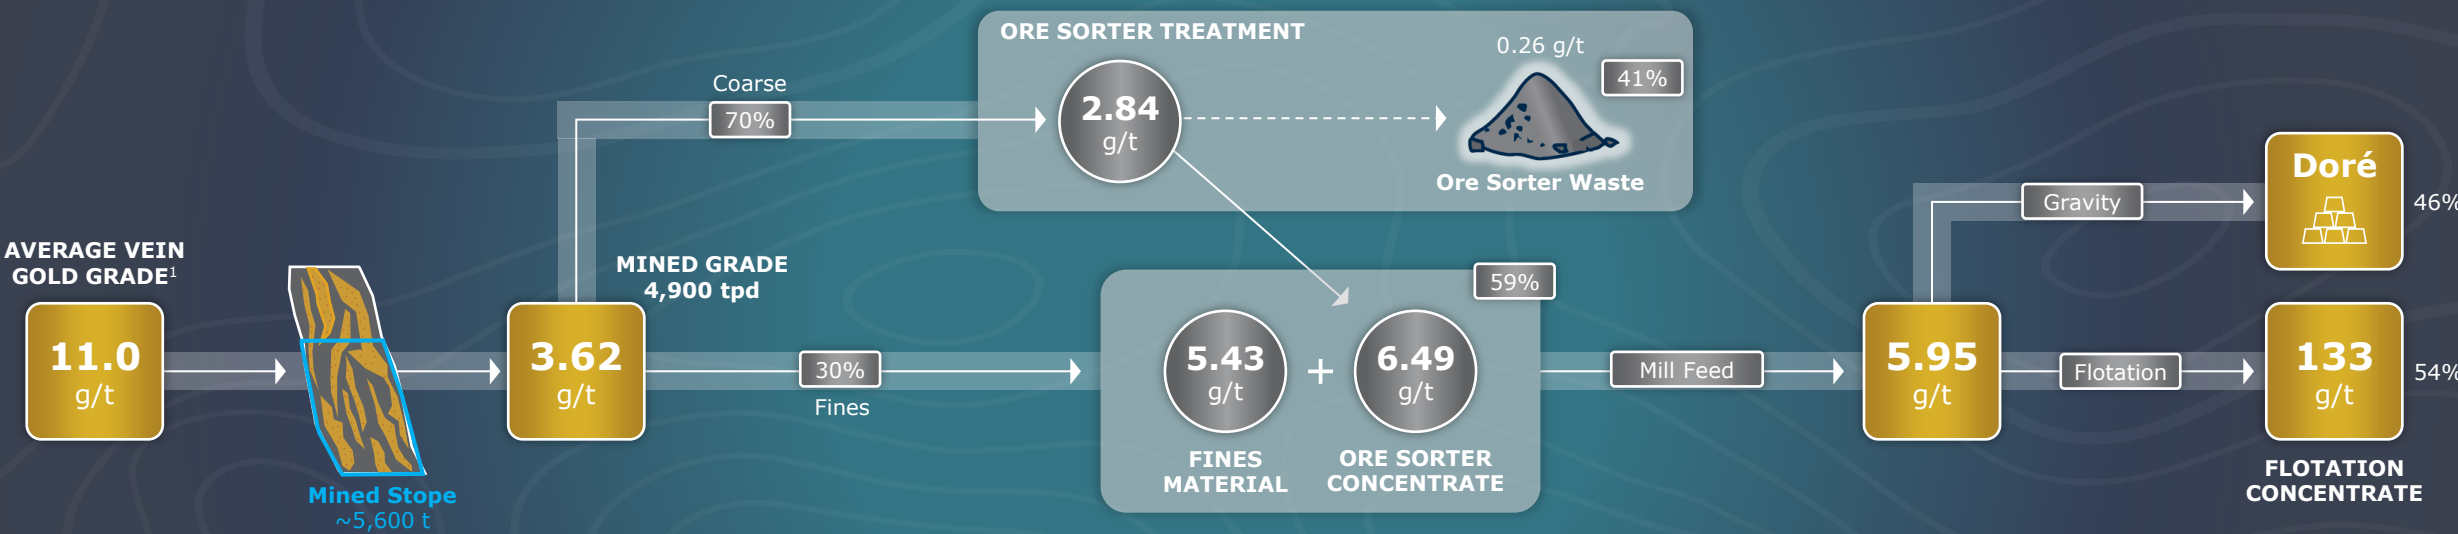 AVERAGE VEIN
GOLD GRADE1
11.0
g/t
Mined Stope
~5,600 t
3.62
g/t
MINED GRADE
4,900 tpd
Coarse
70%
30%
Fines
ORE SORTER TREATMENT
2.84
g/t
0.26 g/t
41%
Ore Sorter Waste
59%
5.43
g/t
+
6.49
g/t
FINES
MATERIAL
ORE SORTER
CONCENTRATE
Mill Feed
5.95
g/t
Gravity
Doré
46%
Flotation
133
g/t
54%
FLOTATION
CONCENTRATE